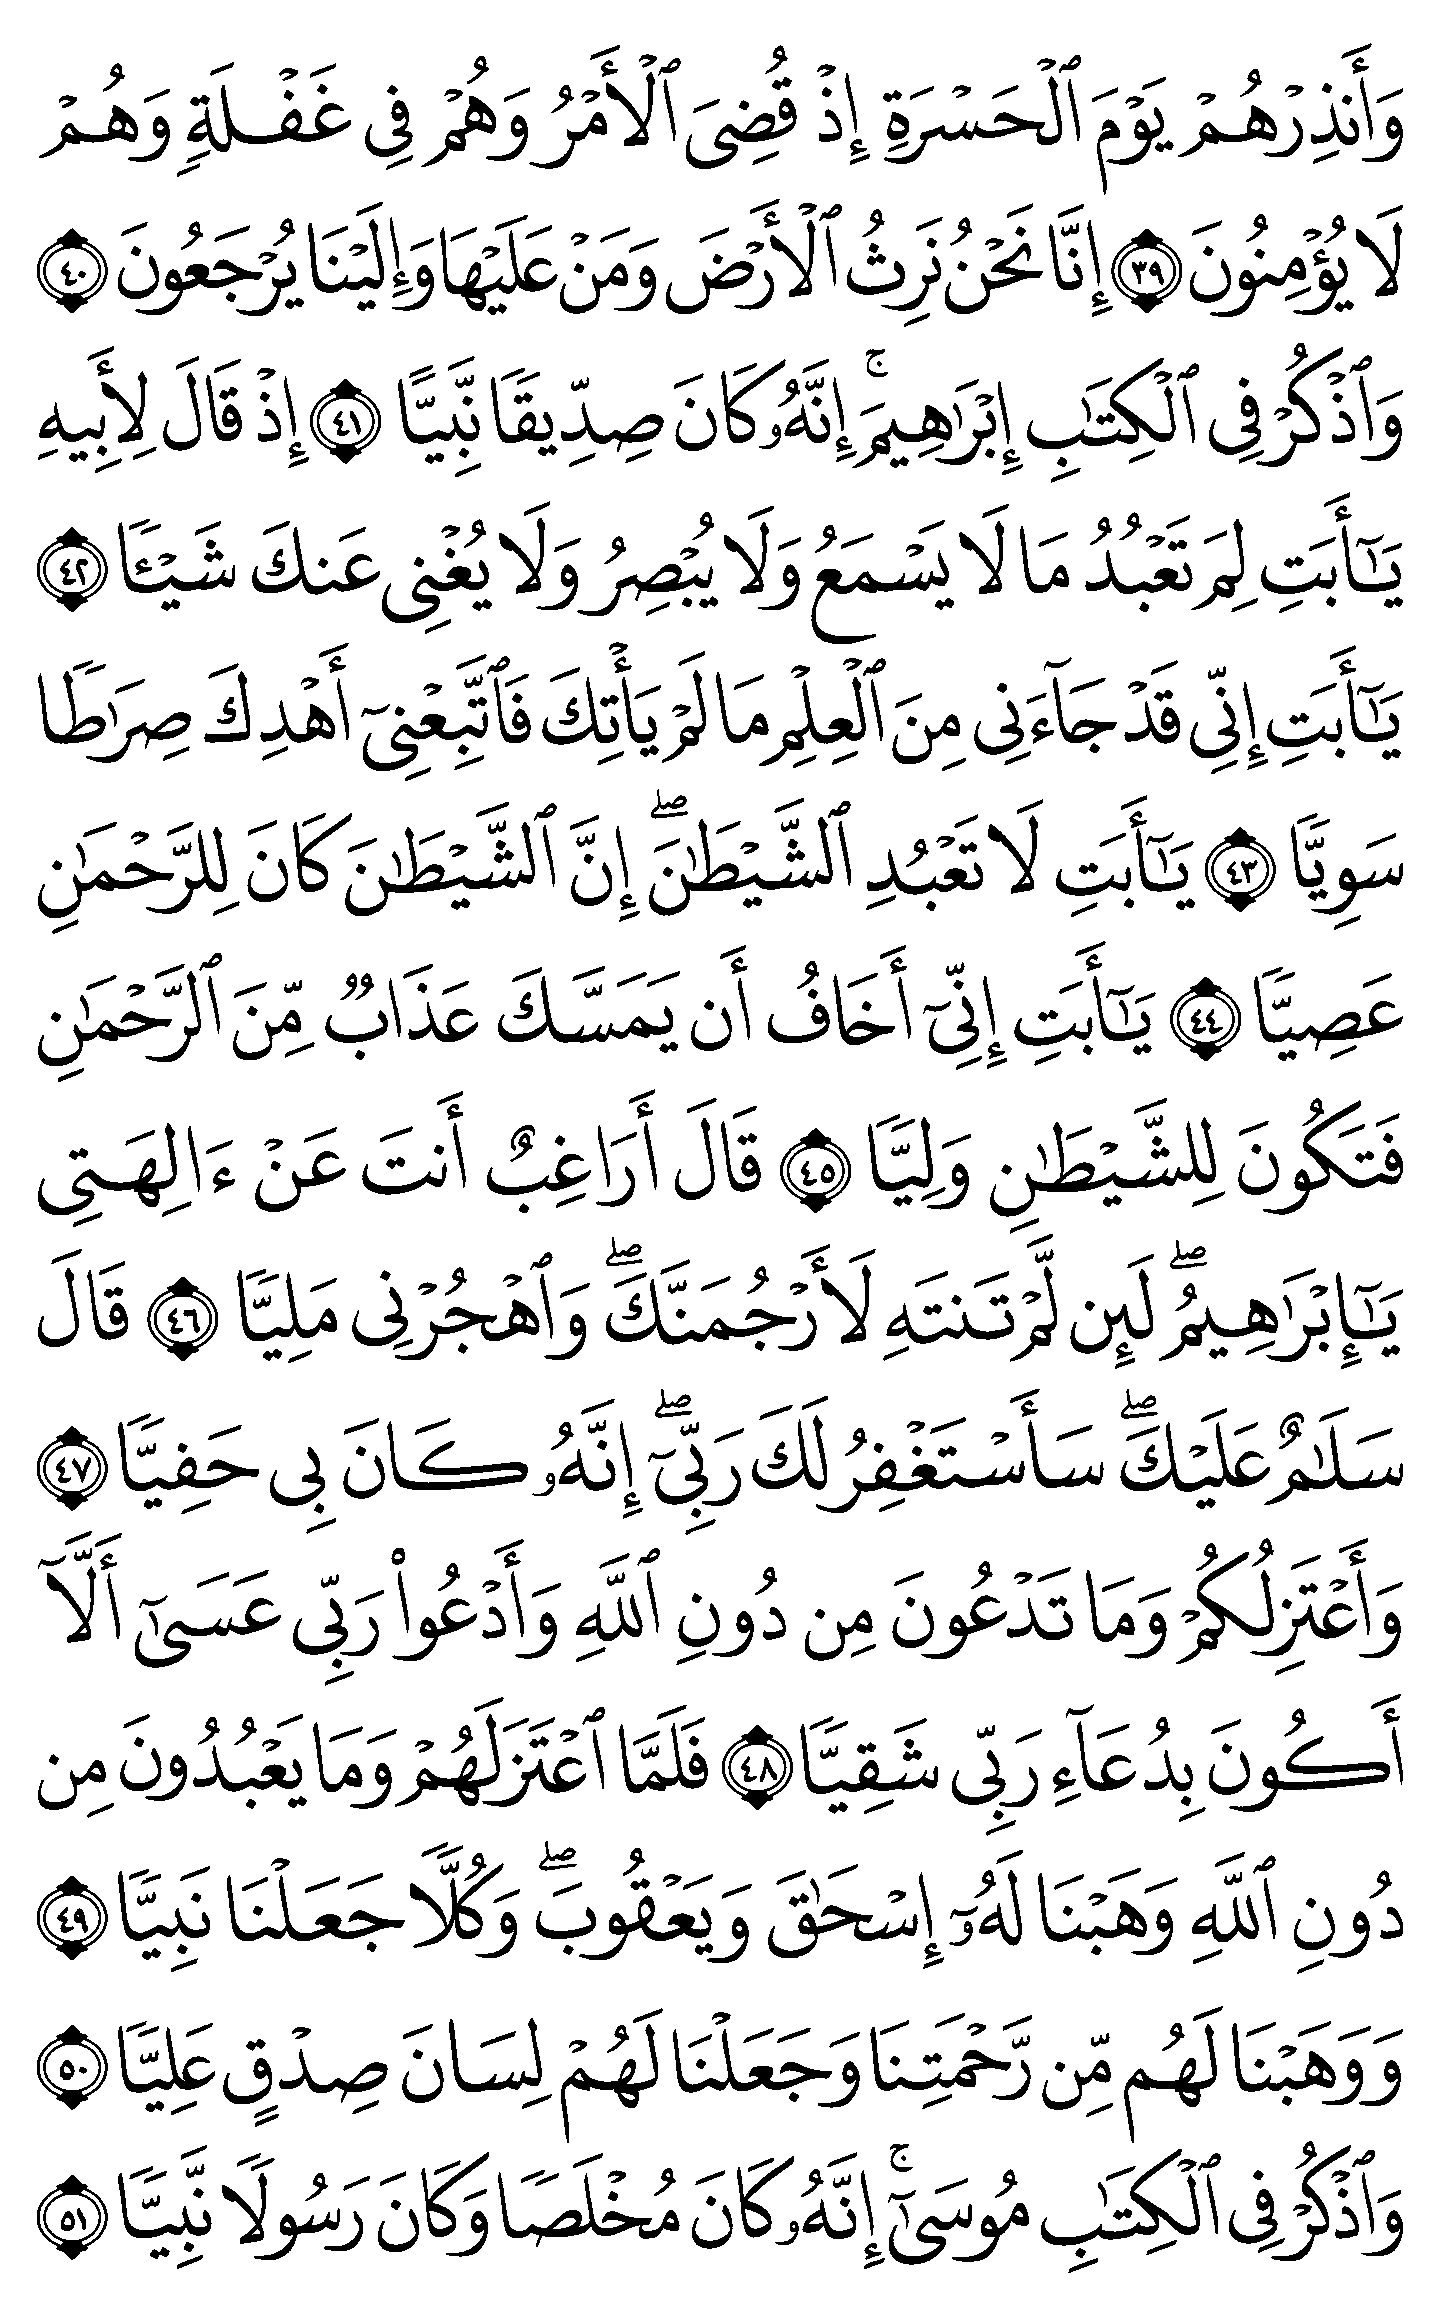 وَأَنذِرْهُمْ يَوْمَ ٱلْحَسْرَةِ إِذْ قُضِىَ ٱلْأَمْرُ وَهُمْ فِى غَفْلَةٍ وَهُمْ
لَا يُؤْمِنُونَ ٣٩ إِنَّا نَحْنُ نَرِثُ ٱلْأَرْضَ وَمَنْ عَلَيْهَا وَإِلَيْنَا يُرْجَعُونَ ٤٠
وَٱذْكُرْ فِى ٱلْكِتَٰبِ إِبْرَٰهِيمَ ۚ إِنَّهُۥ كَانَ صِدِّيقًا نَّبِيًّا ٤١ إِذْ قَالَ لِأَبِيهِ
يَٰٓأَبَتِ لِمَ تَعْبُدُ مَا لَا يَسْمَعُ وَلَا يُبْصِرُ وَلَا يُغْنِى عَنكَ شَيْـًٔا ٤٢
يَٰٓأَبَتِ إِنِّى قَدْ جَآءَنِى مِنَ ٱلْعِلْمِ مَا لَمْ يَأْتِكَ فَٱتَّبِعْنِىٓ أَهْدِكَ صِرَٰطًا
سَوِيًّا ٤٣ يَٰٓأَبَتِ لَا تَعْبُدِ ٱلشَّيْطَٰنَ ۖ إِنَّ ٱلشَّيْطَٰنَ كَانَ لِلرَّحْمَٰنِ
عَصِيًّا ٤٤ يَٰٓأَبَتِ إِنِّىٓ أَخَافُ أَن يَمَسَّكَ عَذَابٌ مِّنَ ٱلرَّحْمَٰنِ
فَتَكُونَ لِلشَّيْطَٰنِ وَلِيًّا ٤٥ قَالَ أَرَاغِبٌ أَنتَ عَنْ ءَالِهَتِى
يَٰٓإِبْرَٰهِيمُ ۖ لَئِن لَّمْ تَنتَهِ لَأَرْجُمَنَّكَ ۖ وَٱهْجُرْنِى مَلِيًّا ٤٦ قَالَ
سَلَٰمٌ عَلَيْكَ ۖ سَأَسْتَغْفِرُ لَكَ رَبِّىٓ ۖ إِنَّهُۥ كَانَ بِى حَفِيًّا ٤٧
وَأَعْتَزِلُكُمْ وَمَا تَدْعُونَ مِن دُونِ ٱللَّهِ وَأَدْعُوا۟ رَبِّى عَسَىٰٓ أَلَّآ
أَكُونَ بِدُعَآءِ رَبِّى شَقِيًّا ٤٨ فَلَمَّا ٱعْتَزَلَهُمْ وَمَا يَعْبُدُونَ مِن
دُونِ ٱللَّهِ وَهَبْنَا لَهُۥٓ إِسْحَٰقَ وَيَعْقُوبَ ۖ وَكُلًّا جَعَلْنَا نَبِيًّا ٤٩
وَوَهَبْنَا لَهُم مِّن رَّحْمَتِنَا وَجَعَلْنَا لَهُمْ لِسَانَ صِدْقٍ عَلِيًّا ٥٠
وَٱذْكُرْ فِى ٱلْكِتَٰبِ مُوسَىٰٓ ۚ إِنَّهُۥ كَانَ مُخْلَصًا وَكَانَ رَسُولًا نَّبِيًّا ٥١